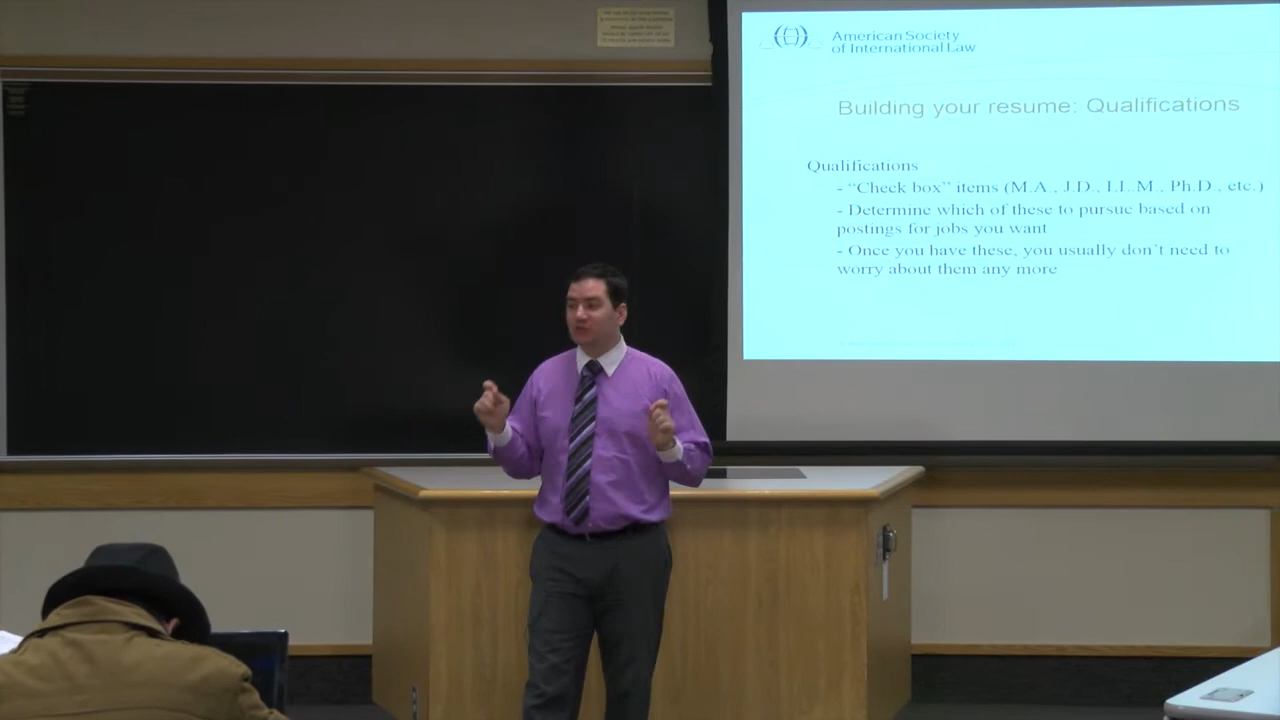 American Society
of International Law
Building your resume: Qualifications
Qualifications
- “Check box” items (M.A., J.D., LL.M., Ph.D., etc.)
- Determine which of these to pursue based on
postings for jobs you want
- Once you have these, you usually don’t need to
worry about them any more